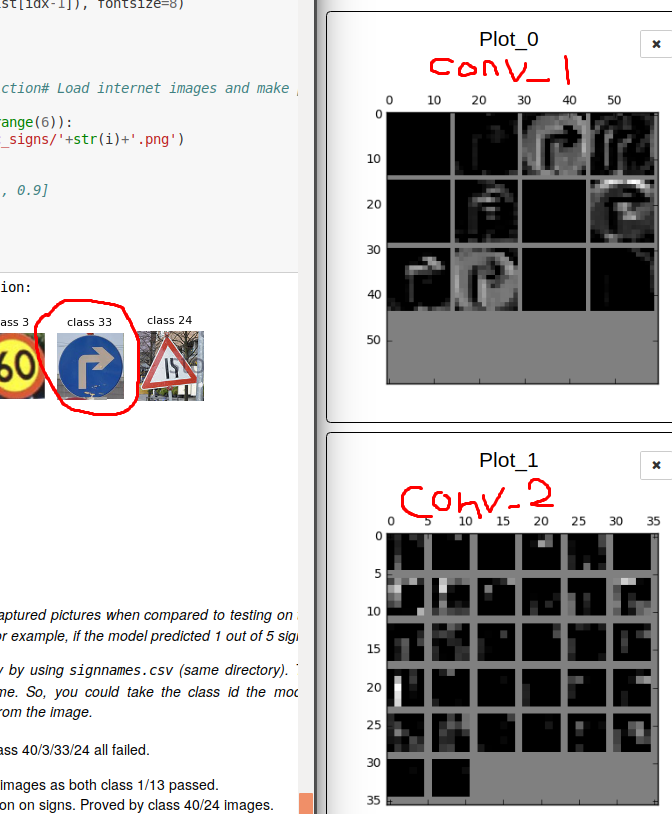 st[idx-1]), fontsize=8)
ction# Load internet images and make
ange(6)):
_signs/'+str(i)+'.png')
, 0.9]
ion:
ass 3 class 33 class 24
60
aptured pictures when compared to testing on
or example, if the model predicted 1 out of 5 sig
y by using signnames.csv (same directory).
me. So, you could take the class id the mod
rom the image.
ass 40/3/33/24 all failed.
images as both class 1/13 passed.
on on signs. Proved by class 40/24 images.
Plot_0
conv_1
0 10 20 30 40 50
0
10
20
30
40
50
Plot_1
Conv-2
0 5 10 15 20 25 30 35
0
5
10
15
20
25
30
35